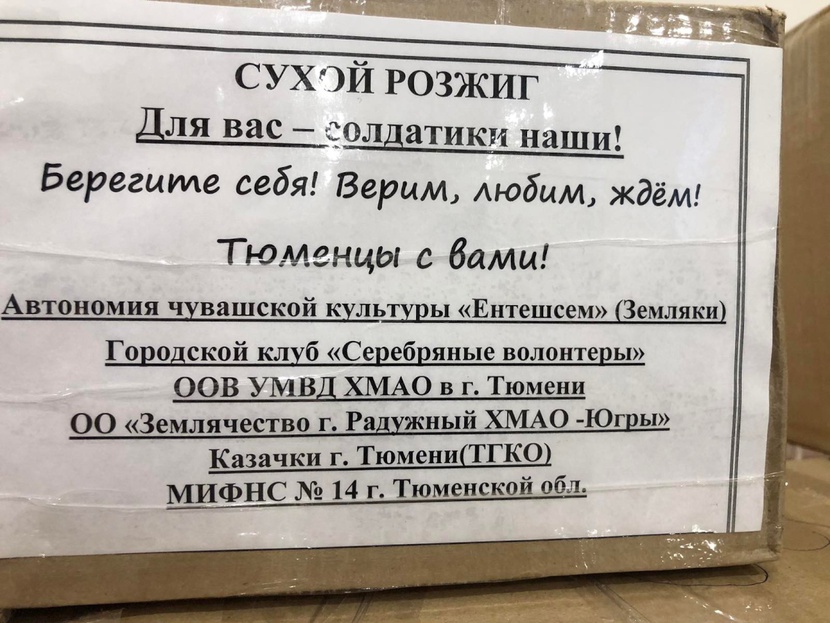 СУХОЙ РОЗЖИГ
Для вас – солдатики наши!
Берегите себя! Верим, любим, ждём!
Тюменцы с вами!
Автономия чувашской культуры «Ентешсем» (Земляки)
Городской клуб «Серебряные волонтеры»
ООВ УМВД ХМАО в г. Тюмени
ОО «Землячество г. Радужный ХМАО -Югры»
Казачки г. Тюмени(ТГКО)
МИФНС № 14 г. Тюменской обл.